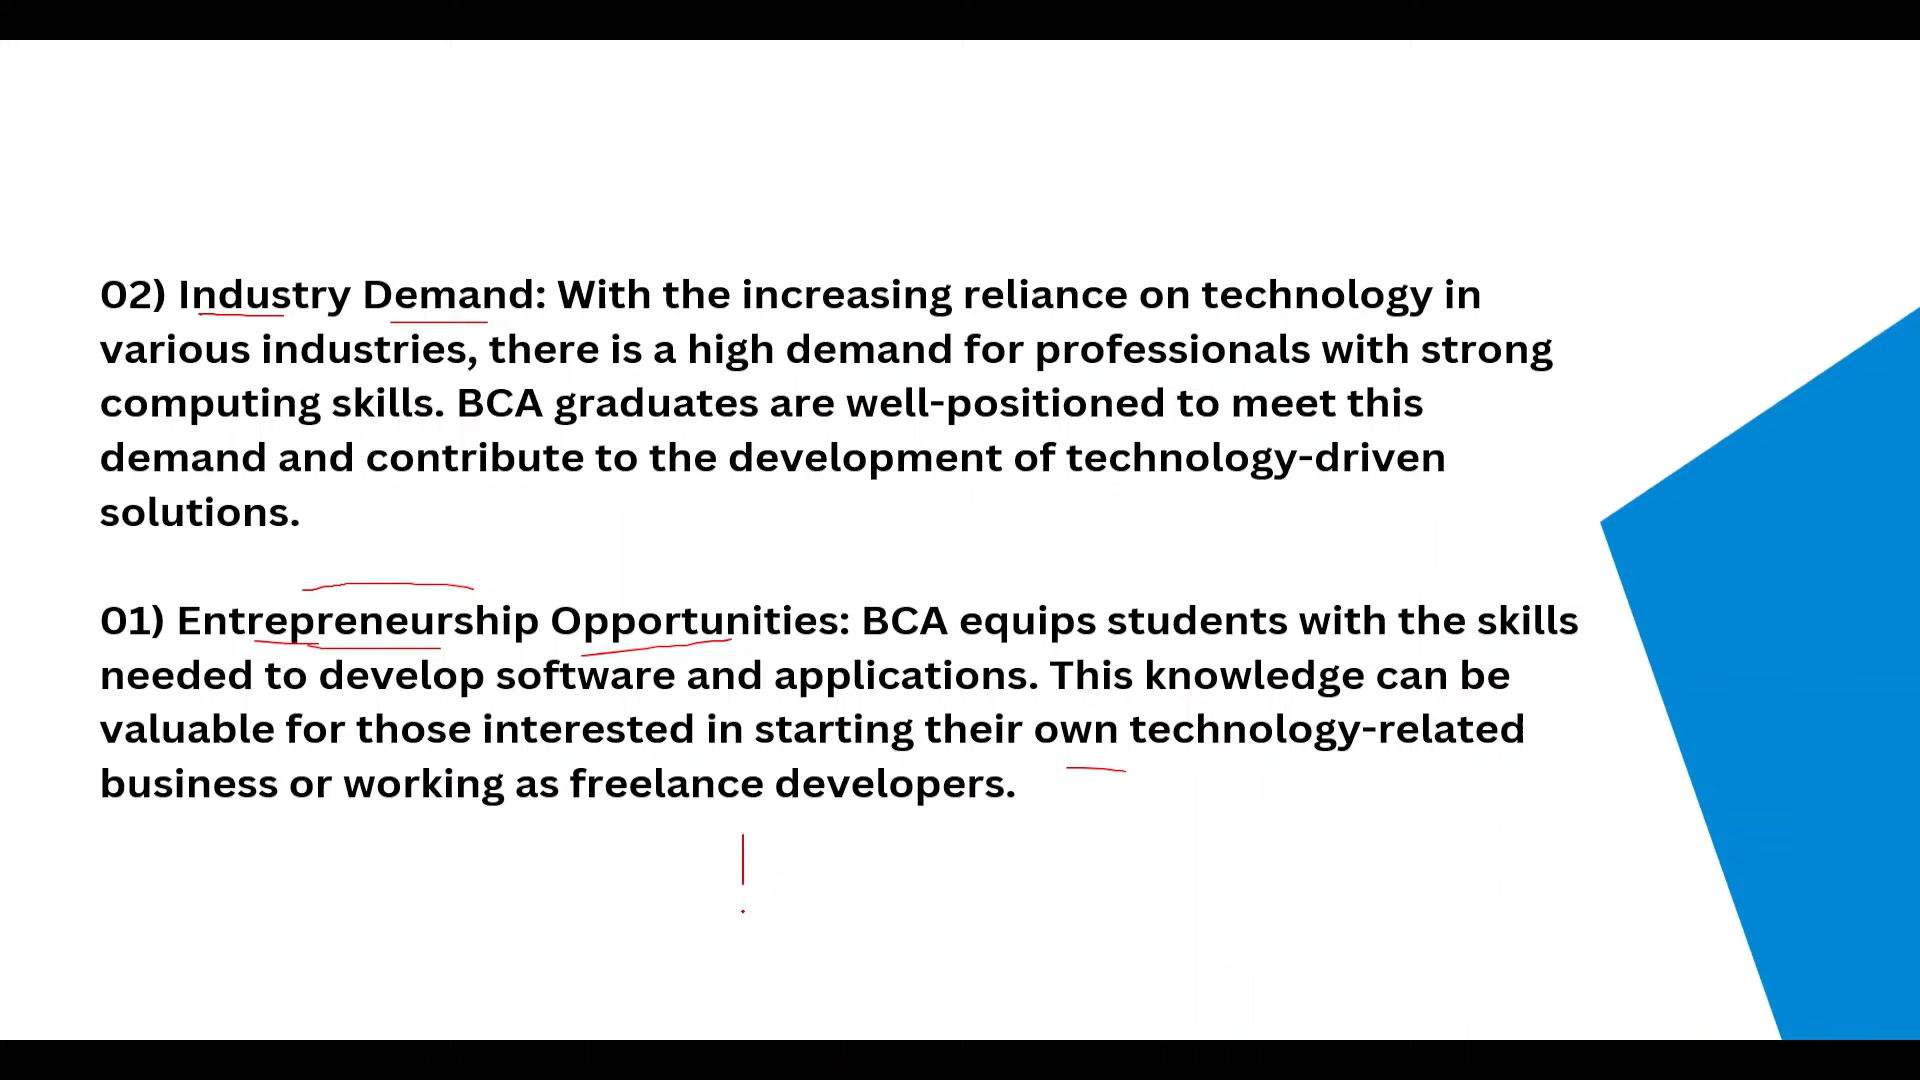 02) Industry Demand: With the increasing reliance on technology in
various industries, there is a high demand for professionals with strong
computing skills. BCA graduates are well-positioned to meet this
demand and contribute to the development of technology-driven
solutions.
01) Entrepreneurship Opportunities: BCA equips students with the skills
needed to develop software and applications. This knowledge can be
valuable for those interested in starting their own technology-related
business or working as freelance developers.